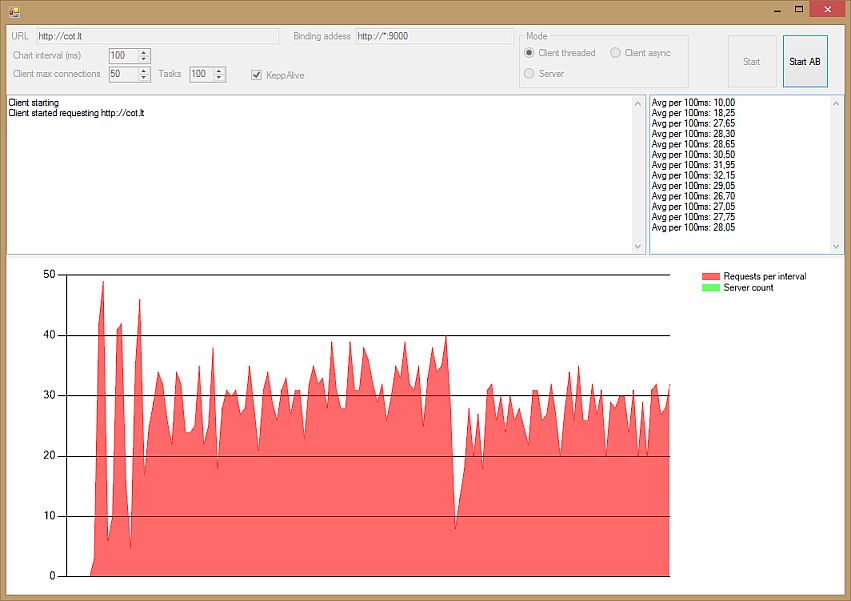 URL http://cot.lt Binding addess http://*:9000
Mode
Chart interval (ms) 100
Client threaded Client async
Client max connections 50 Tasks 100 KeppAlive
Server
Start Start AB
Client starting
Client started requesting http://cot.lt
Avg per 100ms: 10,00
Avg per 100ms: 18,25
Avg per 100ms: 27,65
Avg per 100ms: 28,30
Avg per 100ms: 28,65
Avg per 100ms: 30,50
Avg per 100ms: 31,95
Avg per 100ms: 32,15
Avg per 100ms: 29,05
Avg per 100ms: 26,70
Avg per 100ms: 27,05
Avg per 100ms: 27,75
Avg per 100ms: 28,05
50
40
30
20
10
0
Requests per interval
Server count